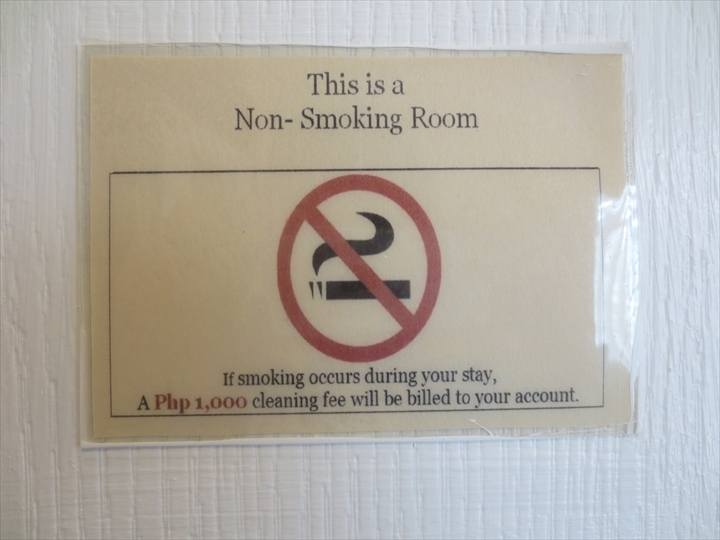 This is a
Non- Smoking Room
If smoking occurs during your stay,
A Php 1,000 cleaning fee will be billed to your account.